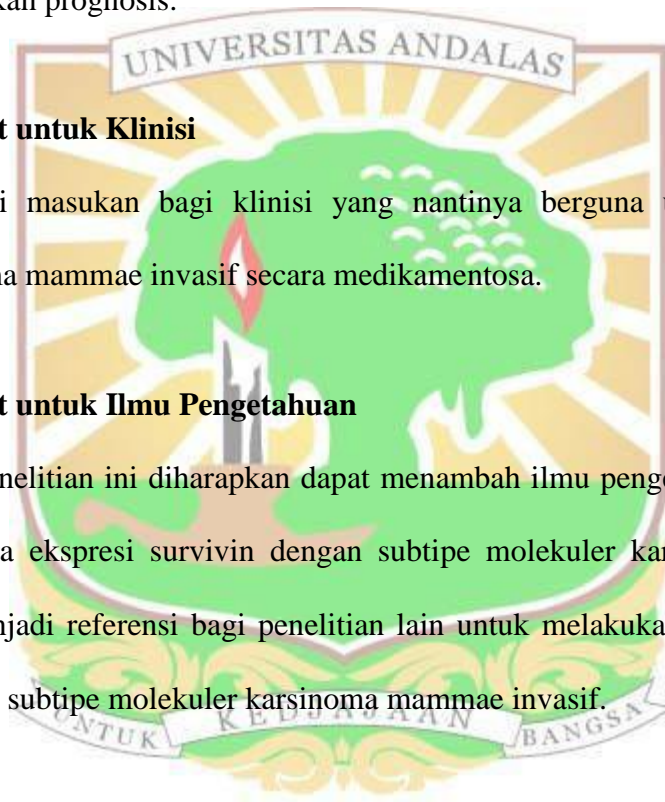 kan prognosis.
UNIVERSITAS ANDALAS
t untuk Klinisi
i masukan bagi klinisi yang nantinya berguna
na mammae invasif secara medikamentosa.
t untuk Ilmu Pengetahuan
nelitian ini diharapkan dapat menambah ilmu penge
a ekspresi survivin dengan subtipe molekuler kar
njadi referensi bagi penelitian lain untuk melakuka
subtipe molekuler karsinoma mammae invasif.
UNTUK KEDJAJAAN BANGSA